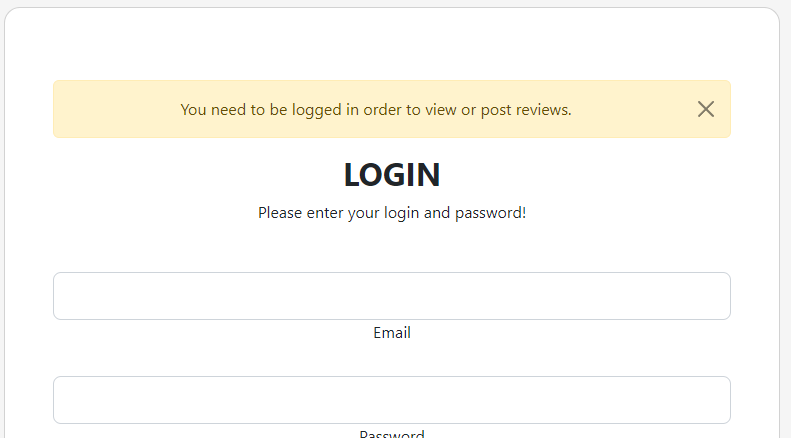 You need to be logged in order to view or post reviews.
LOGIN
Please enter your login and password!
Email
Password